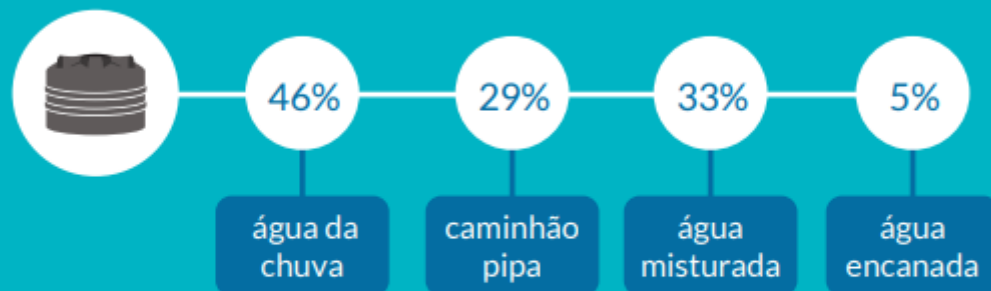 46%
29%
33%
5%
água da
chuva
caminhão
pipa
água
misturada
água
encanada